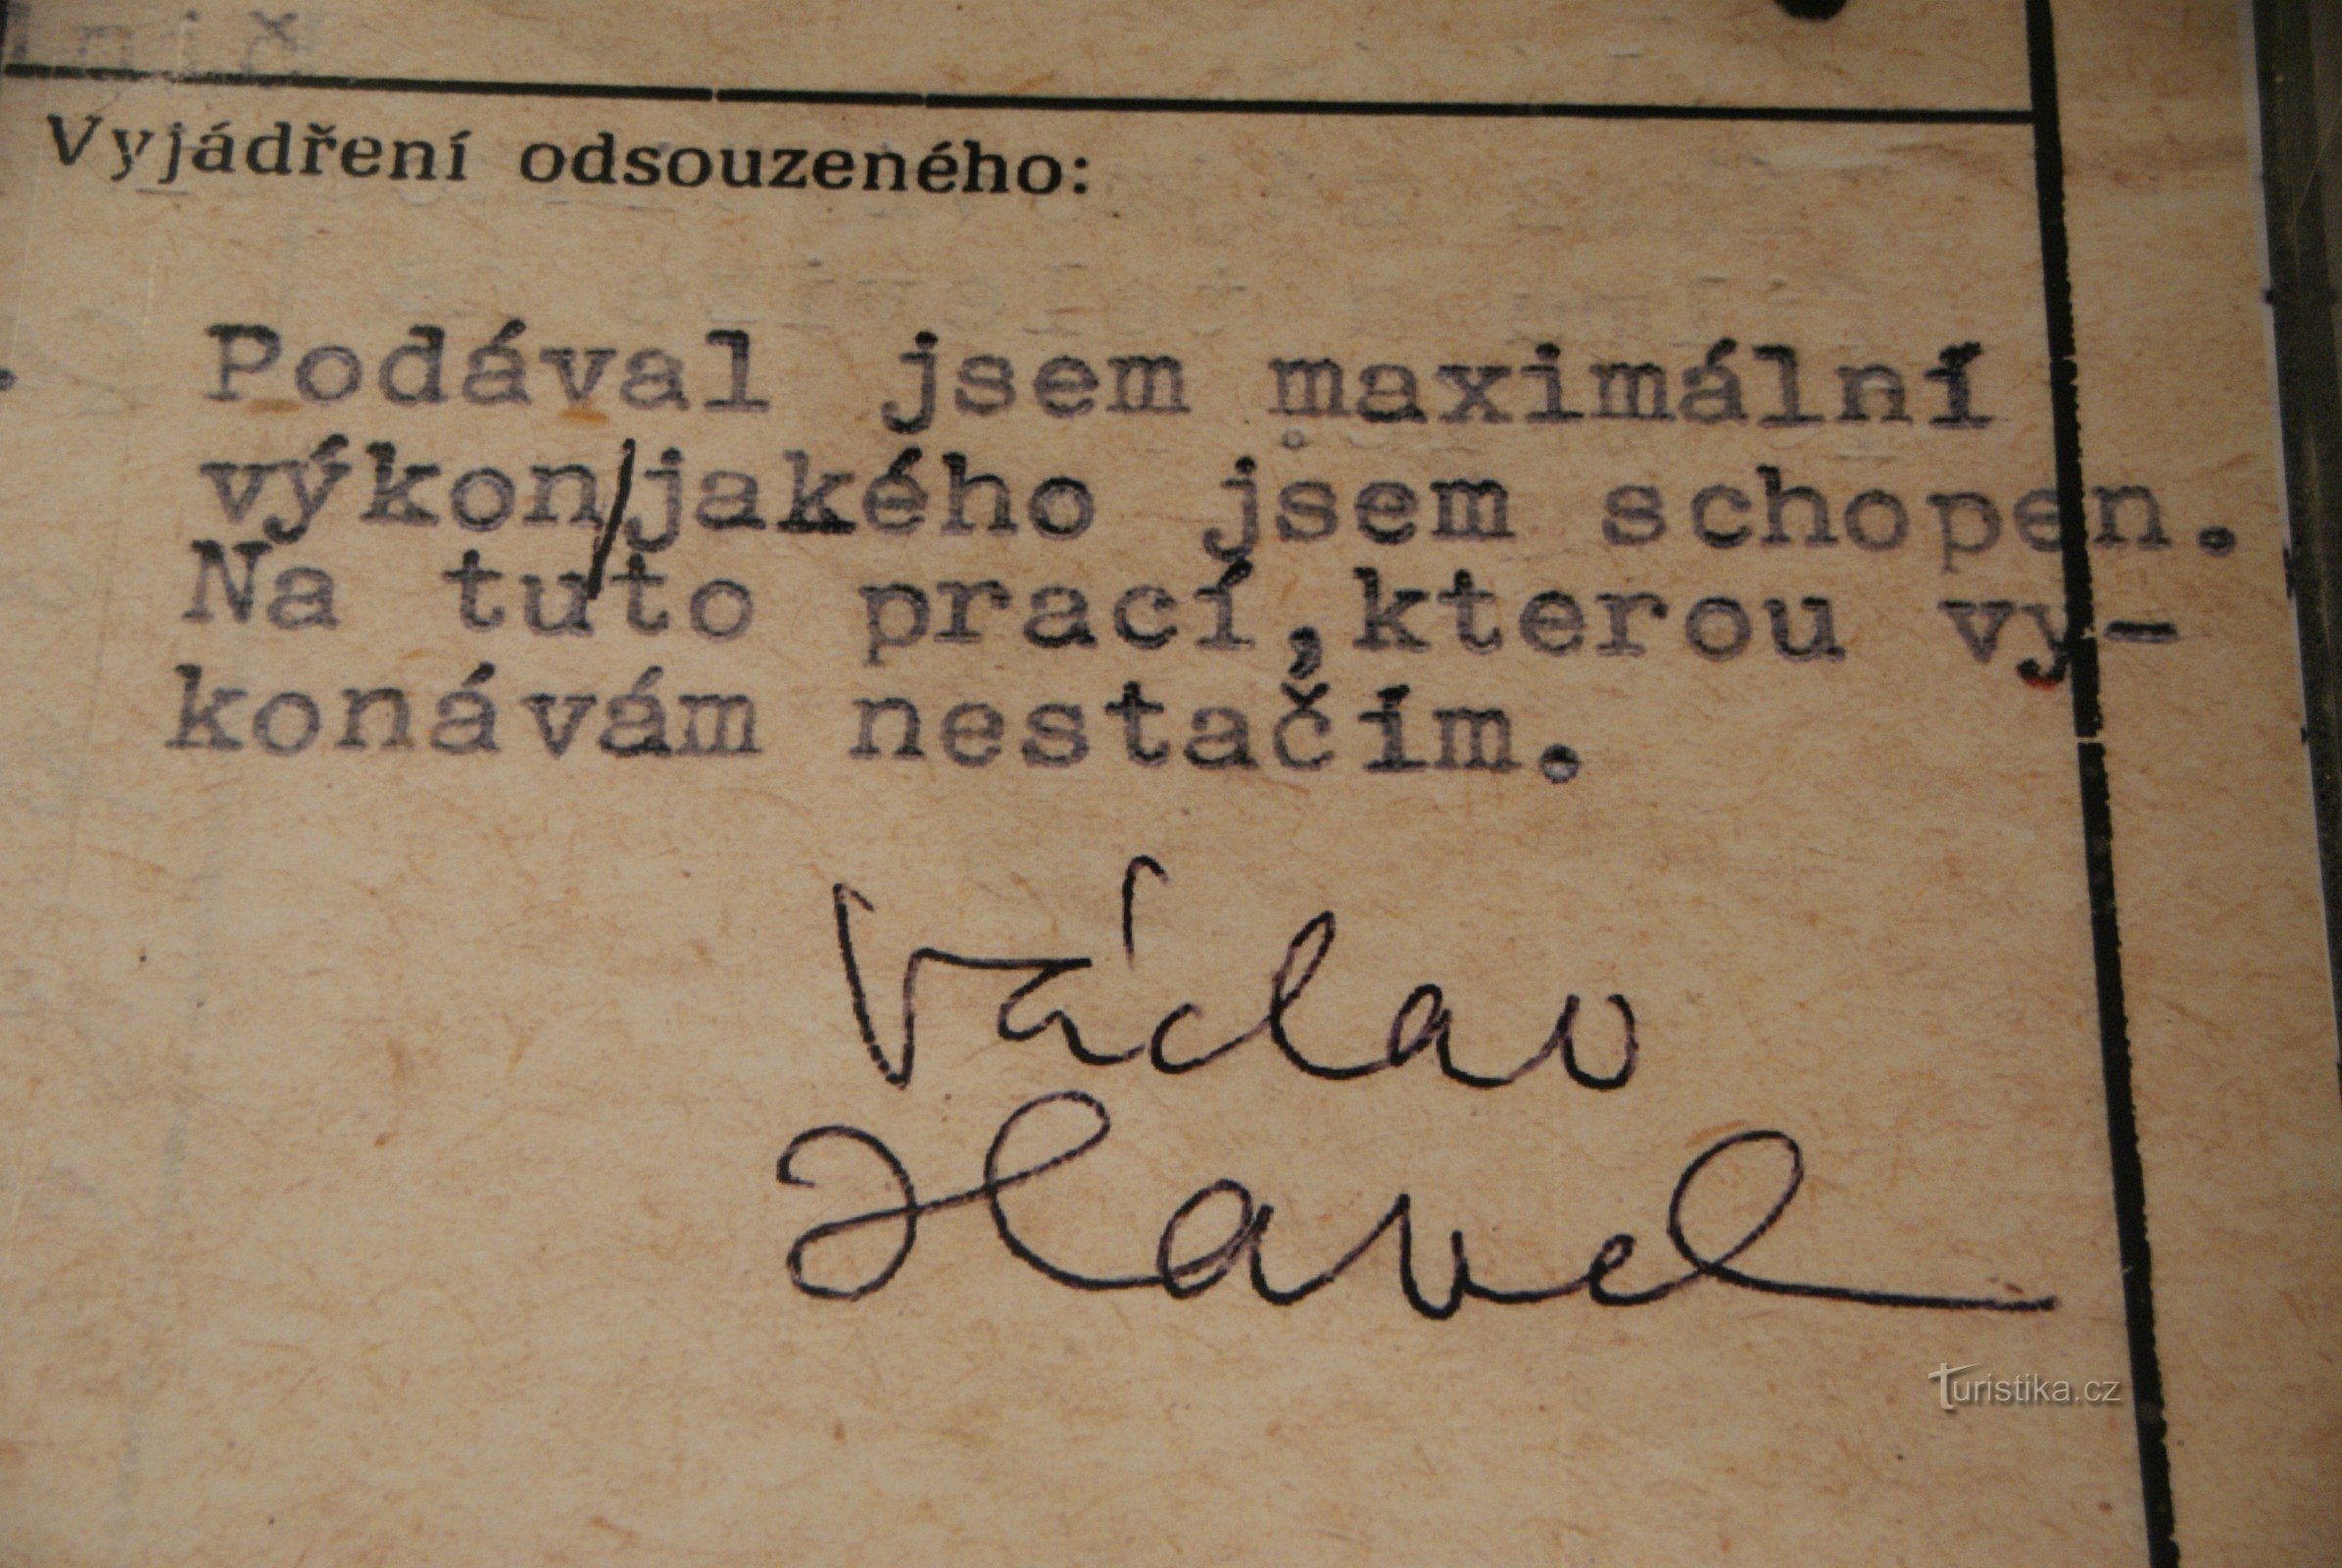 Vyjádření odsouzeného:
Podával jsem maximální
výkon/jakého jsem schopen.
Na tuto prací,kterou vy-
konávám nestačím.
Václav
Havel
Turistika.cz